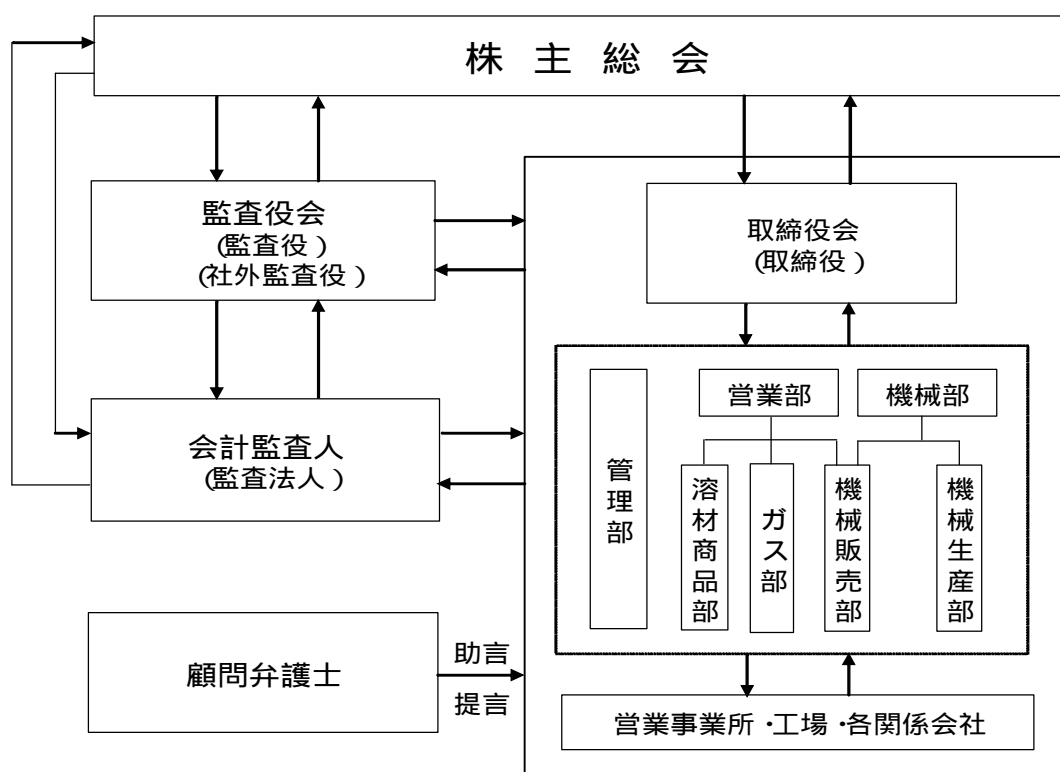 株主総会
監査役会
(監査役)
(社外監査役)
取締役会
(取締役)
会計監査人
(監査法人)
営業部
機械部
管理部
溶材商品部
ガス部
機械販売部
機械生産部
顧問弁護士
助言
提言
営業事業所・工場・各関係会社